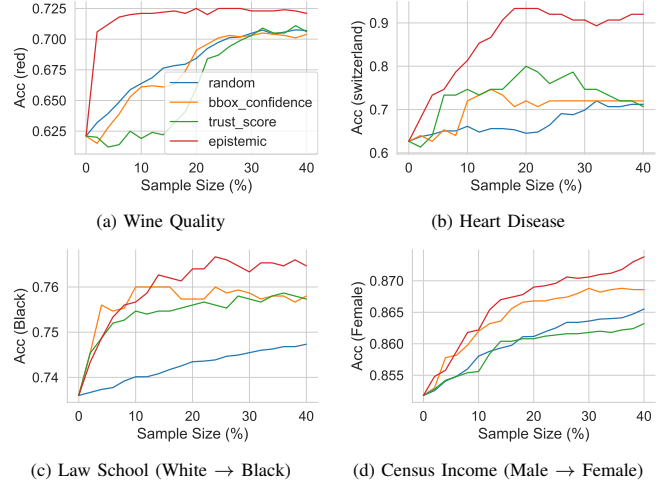 0.725
0.700
0.675
0.650
0.625
Acc (red)
random
bbox_confidence
trust_score
epistemic
0 10 20 30 40
Sample Size (%)
(a) Wine Quality
0.9
0.8
0.7
0.6
Acc (switzerland)
0 10 20 30 40
Sample Size (%)
(b) Heart Disease
0.76
0.75
0.74
Acc (Black)
0 10 20 30 40
Sample Size (%)
(c) Law School (White → Black)
0.870
0.865
0.860
0.855
Acc (Female)
0 10 20 30 40
Sample Size (%)
(d) Census Income (Male → Female)